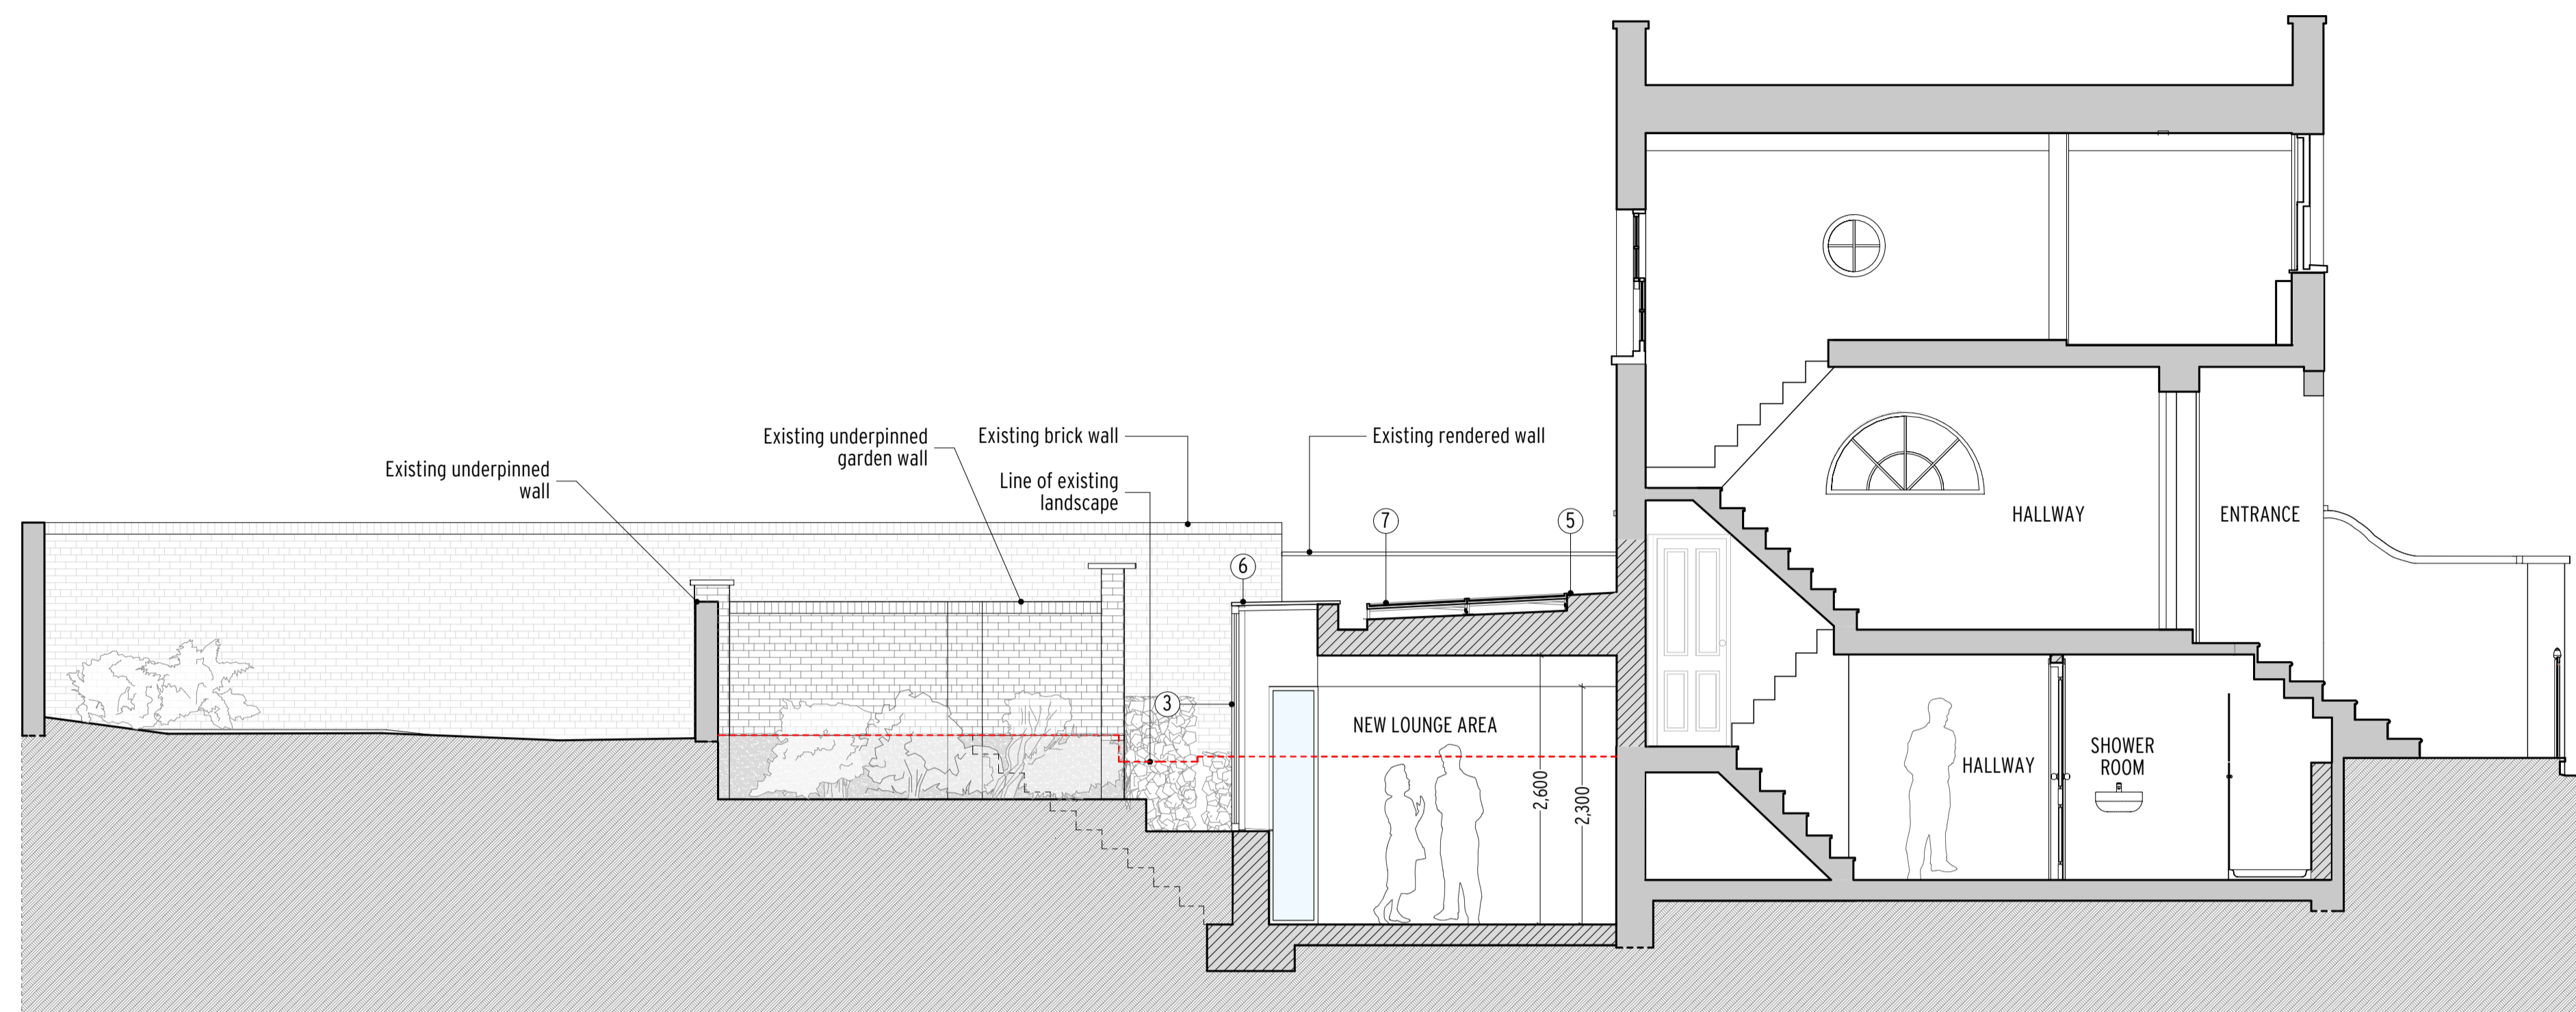 Existing underpinned
wall
Existing underpinned
garden wall
Existing brick wall
Line of existing
landscape
Existing rendered wall
7
5
6
3
HALLWAY
ENTRANCE
NEW LOUNGE AREA
2,600
2,300
HALLWAY
SHOWER
ROOM